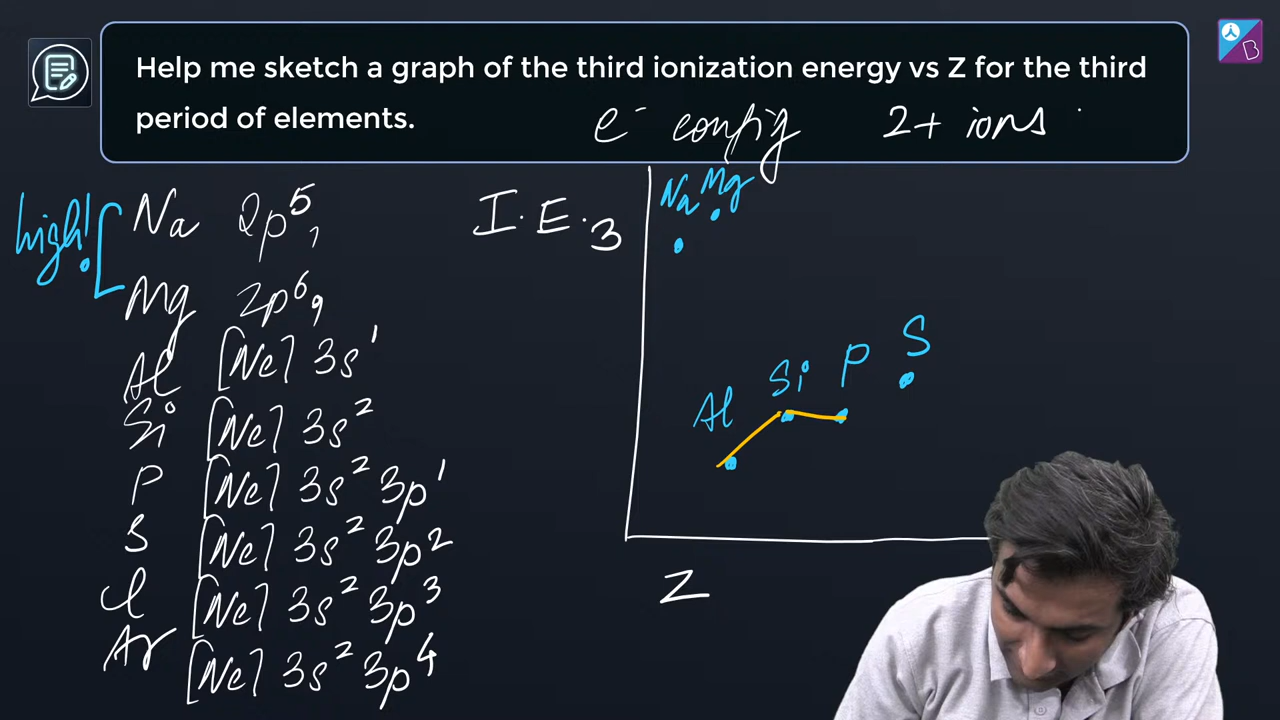 Help me sketch a graph of the third ionization energy vs Z for the third
period of elements.
e⁻ config 2+ ions
high!
Na 2p⁵
Mg 2p⁶
Al [Ne] 3s¹
Si [Ne] 3s²
P [Ne] 3s² 3p¹
S [Ne] 3s² 3p²
Cl [Ne] 3s² 3p³
Ar [Ne] 3s² 3p⁴
I.E.₃
Na Mg
Al Si P S
Z
B